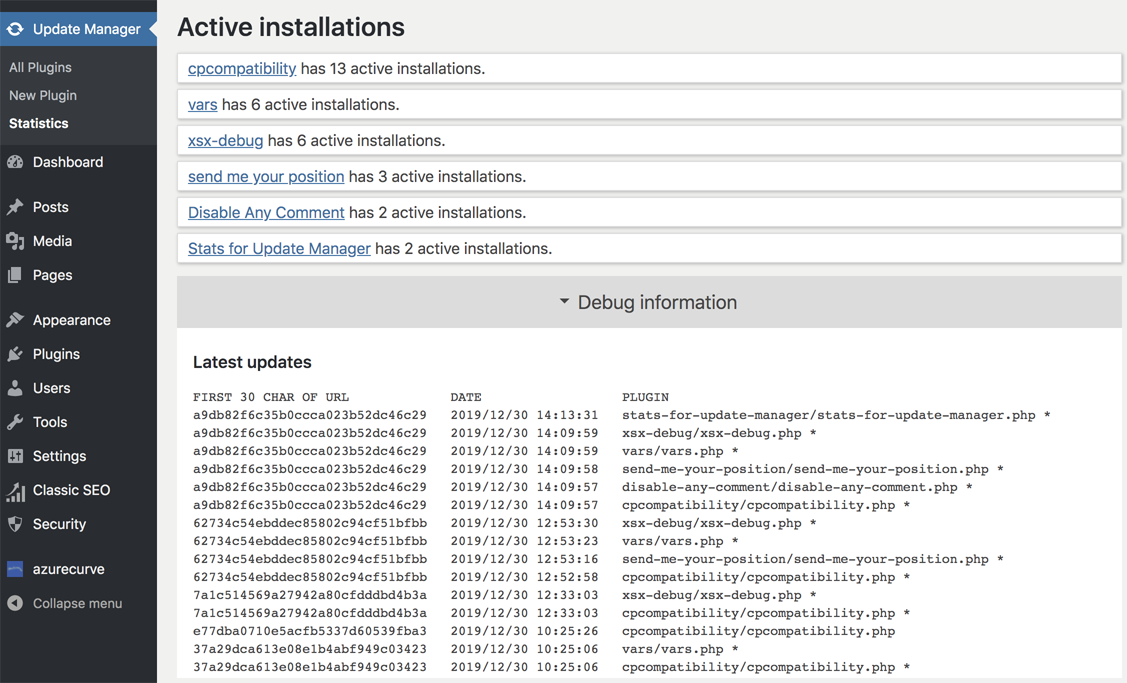 Update Manager
All Plugins
New Plugin
Statistics
Dashboard
Posts
Media
Pages
Appearance
Plugins
Users
Tools
Settings
Classic SEO
Security
azurecurve
Collapse menu
Active installations
cpcompatibility has 13 active installations.
vars has 6 active installations.
xsx-debug has 6 active installations.
send me your position has 3 active installations.
Disable Any Comment has 2 active installations.
Stats for Update Manager has 2 active installations.
Debug information
Latest updates
FIRST 30 CHAR OF URL DATE PLUGIN
a9db82f6c35b0ccca023b52dc46c29 2019/12/30 14:13:31 stats-for-update-manager/stats-for-update-manager.php *
a9db82f6c35b0ccca023b52dc46c29 2019/12/30 14:09:59 xsx-debug/xsx-debug.php *
a9db82f6c35b0ccca023b52dc46c29 2019/12/30 14:09:59 vars/vars.php *
a9db82f6c35b0ccca023b52dc46c29 2019/12/30 14:09:58 send-me-your-position/send-me-your-position.php *
a9db82f6c35b0ccca023b52dc46c29 2019/12/30 14:09:57 disable-any-comment/disable-any-comment.php *
a9db82f6c35b0ccca023b52dc46c29 2019/12/30 14:09:57 cpcompatibility/cpcompatibility.php *
62734c54ebddec85802c94cf51bfbb 2019/12/30 12:53:30 xsx-debug/xsx-debug.php *
62734c54ebddec85802c94cf51bfbb 2019/12/30 12:53:23 vars/vars.php *
62734c54ebddec85802c94cf51bfbb 2019/12/30 12:53:16 send-me-your-position/send-me-your-position.php *
62734c54ebddec85802c94cf51bfbb 2019/12/30 12:52:58 cpcompatibility/cpcompatibility.php *
7a1c514569a27942a80cfdddbd4b3a 2019/12/30 12:33:03 xsx-debug/xsx-debug.php *
7a1c514569a27942a80cfdddbd4b3a 2019/12/30 12:33:03 cpcompatibility/cpcompatibility.php *
e77dba0710e5acfb5337d60539fba3 2019/12/30 10:25:26 cpcompatibility/cpcompatibility.php
37a29dca613e08e1b4abf949c03423 2019/12/30 10:25:06 vars/vars.php *
37a29dca613e08e1b4abf949c03423 2019/12/30 10:25:06 cpcompatibility/cpcompatibility.php *